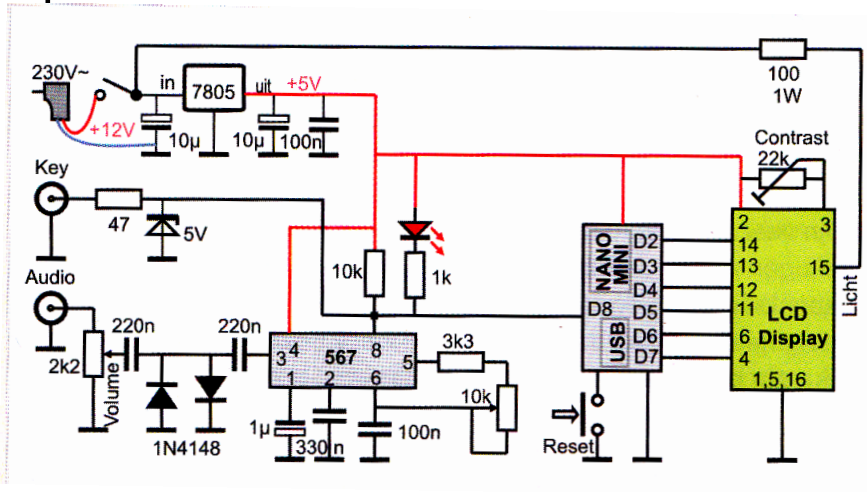 230V~
in
7805
uit
+5V
+12V
10µ
10µ
100n
100
1W
Contrast
22k
Key
47
5V
Audio
2k2
Volume
220n
220n
1N4148
10k
1k
3
4
567
8
5
1
2
6
3k3
10k
1µ
330n
100n
NANO
MINI
USB
D8
D2
D3
D4
D5
D6
D7
Reset
2
3
14
13
12
11
6
4
15
LCD
Display
1,5,16
Licht